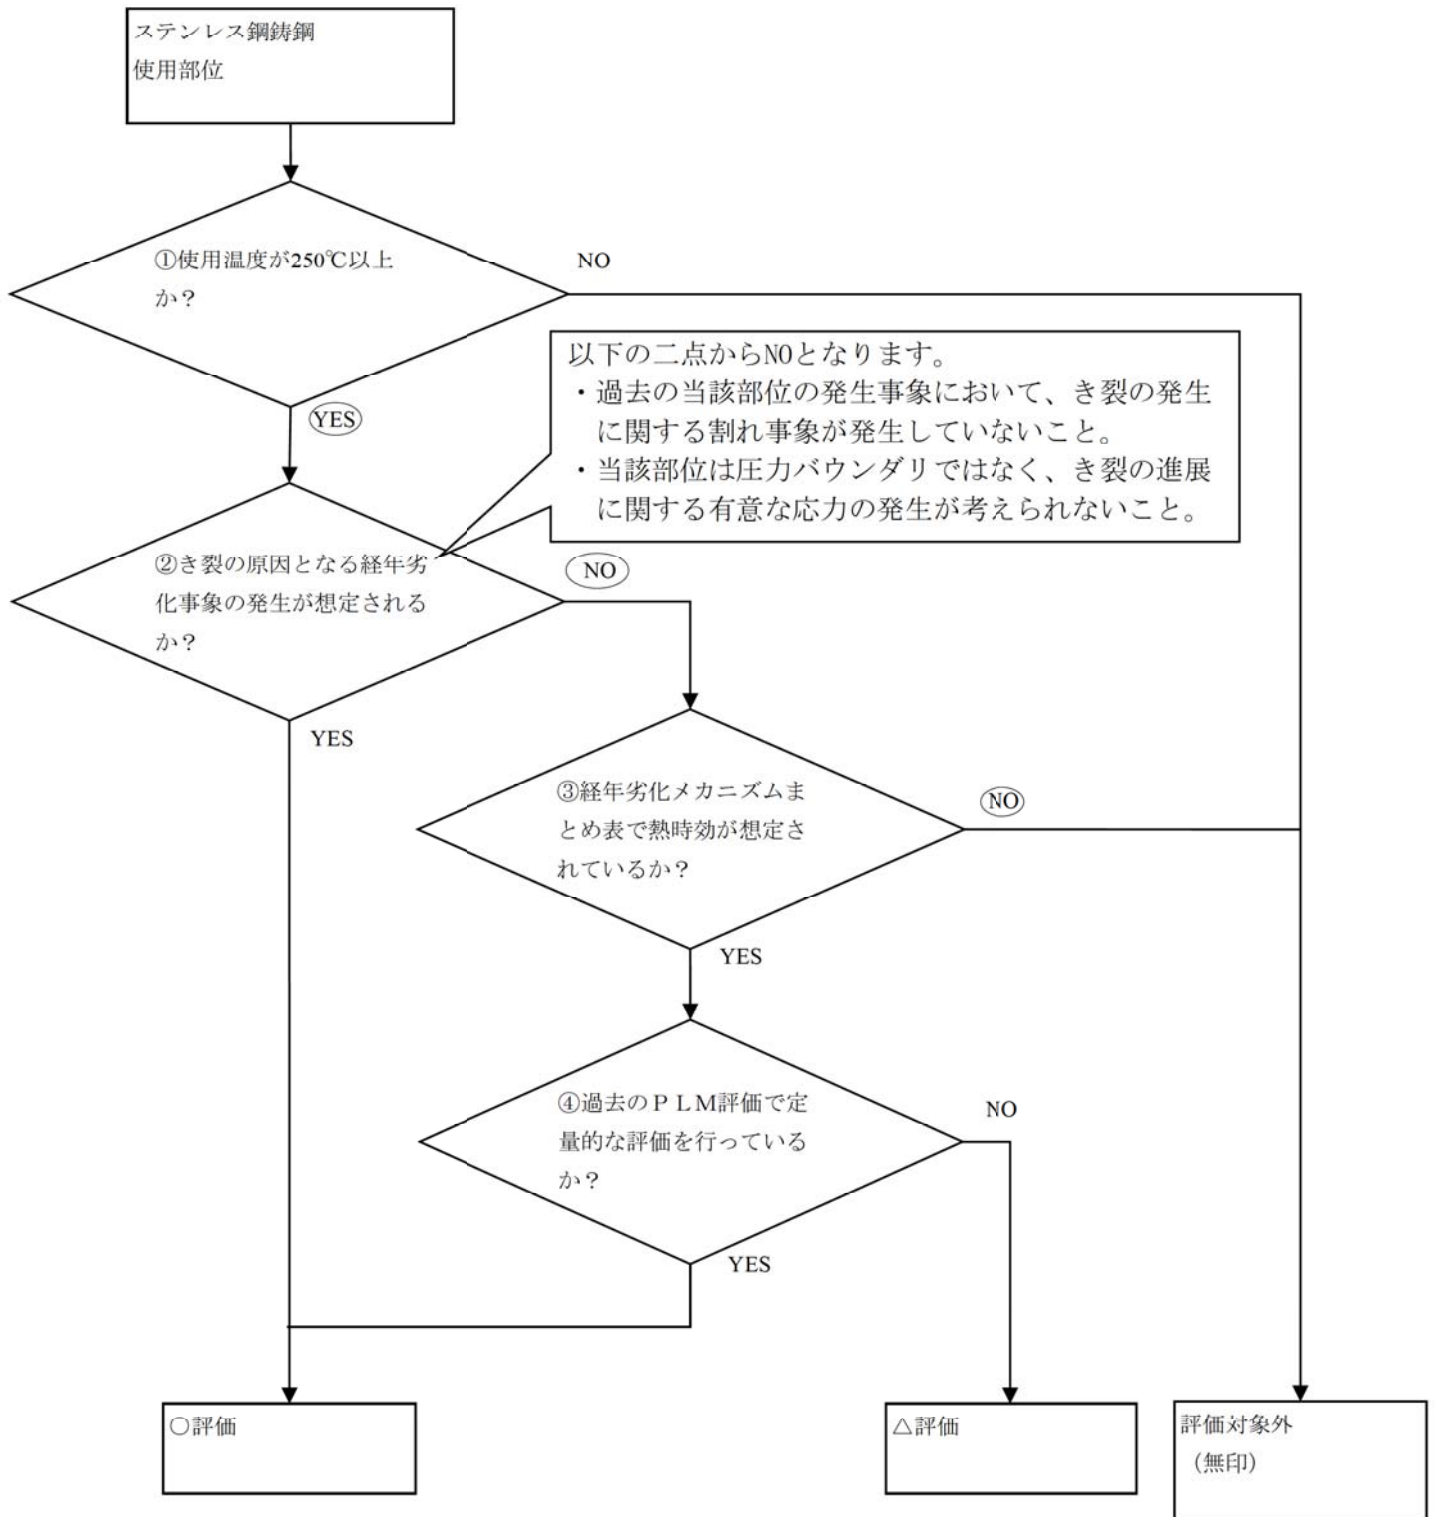 ステンレス鋼鋳鋼
使用部位
①使用温度が250℃以上
か？
NO
YES
以下の二点からNOとなります。
・過去の当該部位の発生事象において、き裂の発生
に関する割れ事象が発生していないこと。
・当該部位は圧力バウンダリではなく、き裂の進展
に関する有意な応力の発生が考えられないこと。
②き裂の原因となる経年劣
化事象の発生が想定される
か？
NO
YES
③経年劣化メカニズムま
とめ表で熱時効が想定さ
れているか？
NO
YES
④過去のＰＬＭ評価で定
量的な評価を行っている
か？
NO
YES
○評価
△評価
評価対象外
（無印）